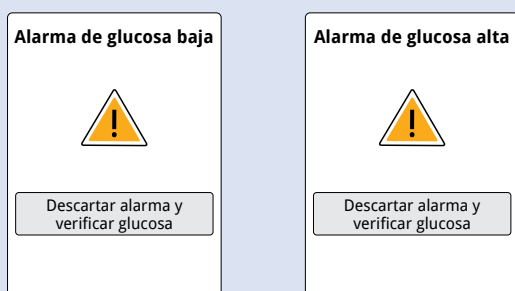 Alarma de glucosa baja
!
Descartar alarma y
verificar glucosa
Alarma de glucosa alta
!
Descartar alarma y
verificar glucosa